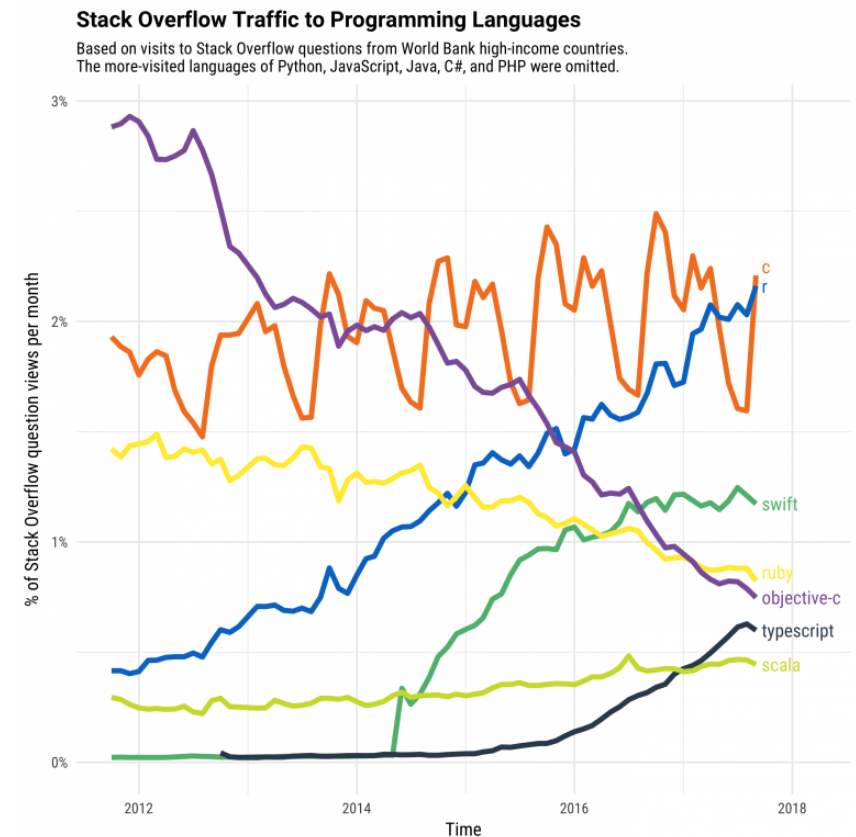 Stack Overflow Traffic to Programming Languages
Based on visits to Stack Overflow questions from World Bank high-income countries.
The more-visited languages of Python, JavaScript, Java, C#, and PHP were omitted.
% of Stack Overflow question views per month
3%
2%
1%
0%
c
r
swift
ruby
objective-c
typescript
scala
2012 2014 2016 2018
Time